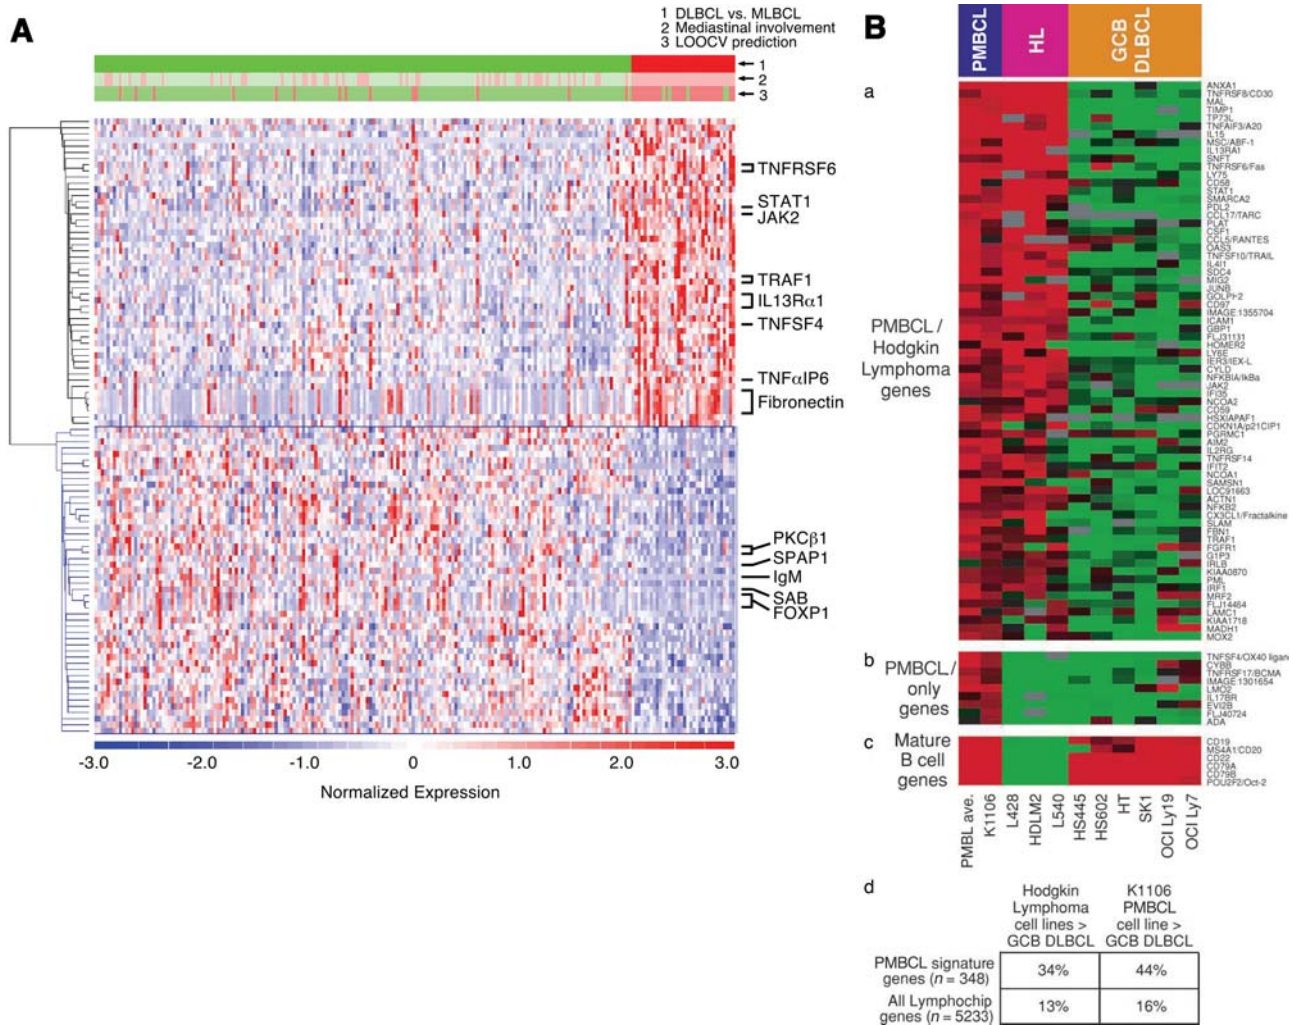 A
1 DLBCL vs. MLBCL
2 Mediastinal involvement
3 LOOCV prediction
1
2
3
TNFRSF6
STAT1
JAK2
TRAF1
IL13Rα1
TNFSF4
TNFαIP6
Fibronectin
PKCβ1
SPAP1
IgM
SAB
FOXP1
-3.0 -2.0 -1.0 0 1.0 2.0 3.0
Normalized Expression
B
PMBCL
HL
GCB
DLBCL
a
PMBCL /
Hodgkin
Lymphoma
genes
ANXA1
TNFRSF8/CD30
MAL
TIMP1
TP73L
TNFAIF3/A20
IL15
MSC/ABF-1
IL13RA1
SNFT
TNFRSF6/Fas
LY75
CD58
STAT1
SMARCA2
PDL2
CCL17/TARC
PLAT
CSF1
CCL5/RANTES
OAS3
TNFSF10/TRAIL
IL4I1
SDC4
MIG2
JUNB
CD97
IMAGE:1355704
ICAM1
GBP1
HOMER2
LY6E
IER3/IEX-L
CYLD
NFKBIA/IkBa
JAK2
IFI35
NCOA2
CD59
HSXIAPAF1
CDKN1A/p21CIP1
PGRMC1
AIM2
IL2RG
TNFRSF14
IFIT2
NCOA1
SAMSN1
LOC91663
ACTN1
NFKB2
CX3CL1/Fractalkine
SLAM
FBN1
TRAF1
FGFR1
G1P3
IRLB
KIAA0870
PML
IRF1
MRF2
FLJ14464
LAMC1
KIAA1718
MADH1
MOX2
b
PMBCL/
only
genes
TNFSF4/OX40 ligand
CYBB
TNFRSF17/BCMA
IMAGE:1301654
LMO2
IL17BR
EVI2B
FLJ40724
ADA
c
Mature
B cell
genes
CD19
MS4A1/CD20
CD22
CD79A
CD79B
POU2F2/Oct-2
PMBL ave.
K1106
L428
HDLM2
L540
HS445
HS602
HT
SK1
OCI Ly19
OCI Ly7
d
Hodgkin
Lymphoma
cell lines >
GCB DLBCL
K1106
PMBCL
cell line >
GCB DLBCL
PMBCL signature
genes (n = 348)
34%
44%
All Lymphochip
genes (n = 5233)
13%
16%